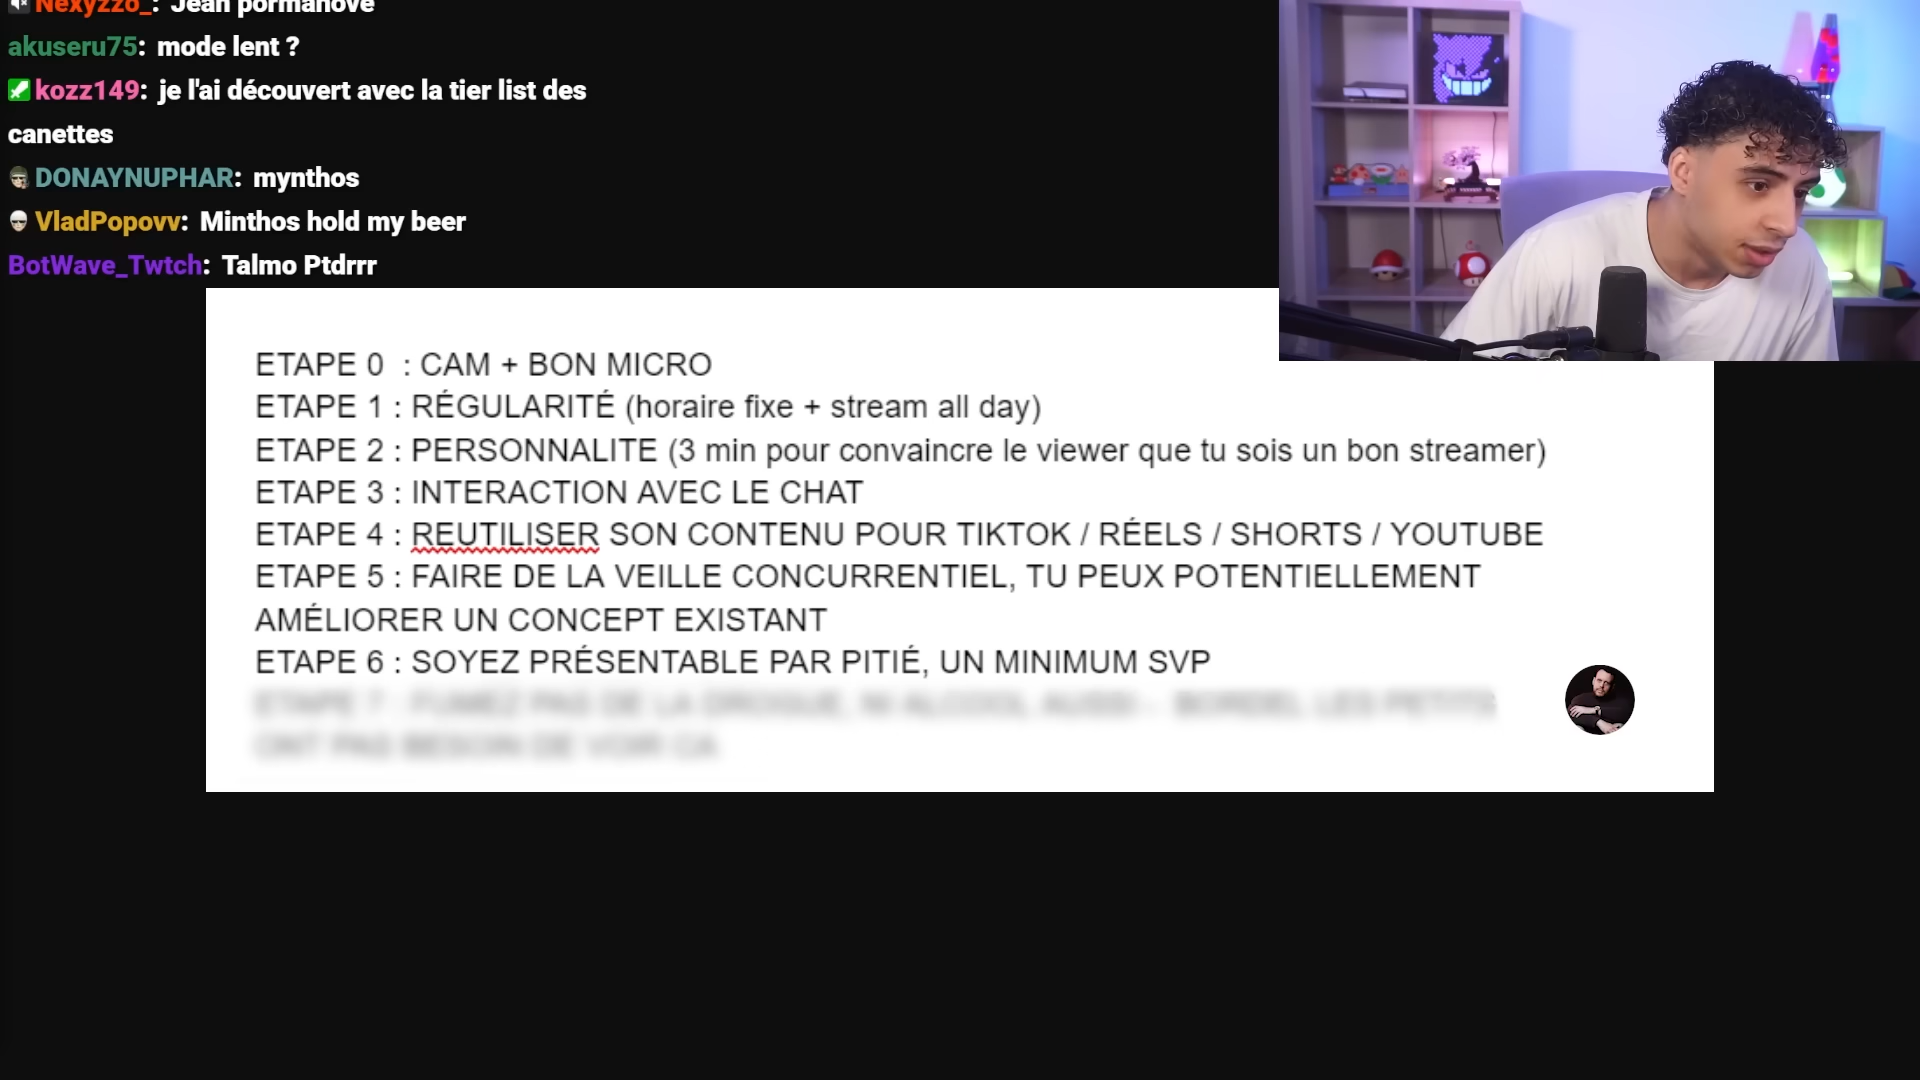 Nexyzzo_: Jean pormanove
akuseru75: mode lent ?
kozz149: je l'ai découvert avec la tier list des
canettes
DONAYNUPHAR: mynthos
VladPopovv: Minthos hold my beer
BotWave_Twtch: Talmo Ptdrrr
ETAPE 0 : CAM + BON MICRO
ETAPE 1 : RÉGULARITÉ (horaire fixe + stream all day)
ETAPE 2 : PERSONNALITE (3 min pour convaincre le viewer que tu sois un bon streamer)
ETAPE 3 : INTERACTION AVEC LE CHAT
ETAPE 4 : REUTILISER SON CONTENU POUR TIKTOK / RÉELS / SHORTS / YOUTUBE
ETAPE 5 : FAIRE DE LA VEILLE CONCURRENTIEL, TU PEUX POTENTIELLEMENT
AMÉLIORER UN CONCEPT EXISTANT
ETAPE 6 : SOYEZ PRÉSENTABLE PAR PITIÉ, UN MINIMUM SVP